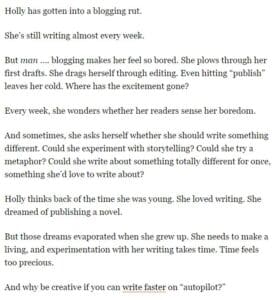 Holly has gotten into a blogging rut.
She's still writing almost every week.
But man .... blogging makes her feel so bored. She plows through her
first drafts. She drags herself through editing. Even hitting "publish"
leaves her cold. Where has the excitement gone?
Every week, she wonders whether her readers sense her boredom.
And sometimes, she asks herself whether she should write something
different. Could she experiment with storytelling? Could she try a
metaphor? Could she write about something totally different for once,
something she'd love to write about?
Holly thinks back of the time she was young. She loved writing. She
dreamed of publishing a novel.
But those dreams evaporated when she grew up. She needs to make a
living, and experimentation with her writing takes time. Time feels
too precious.
And why be creative if you can write faster on "autopilot?"